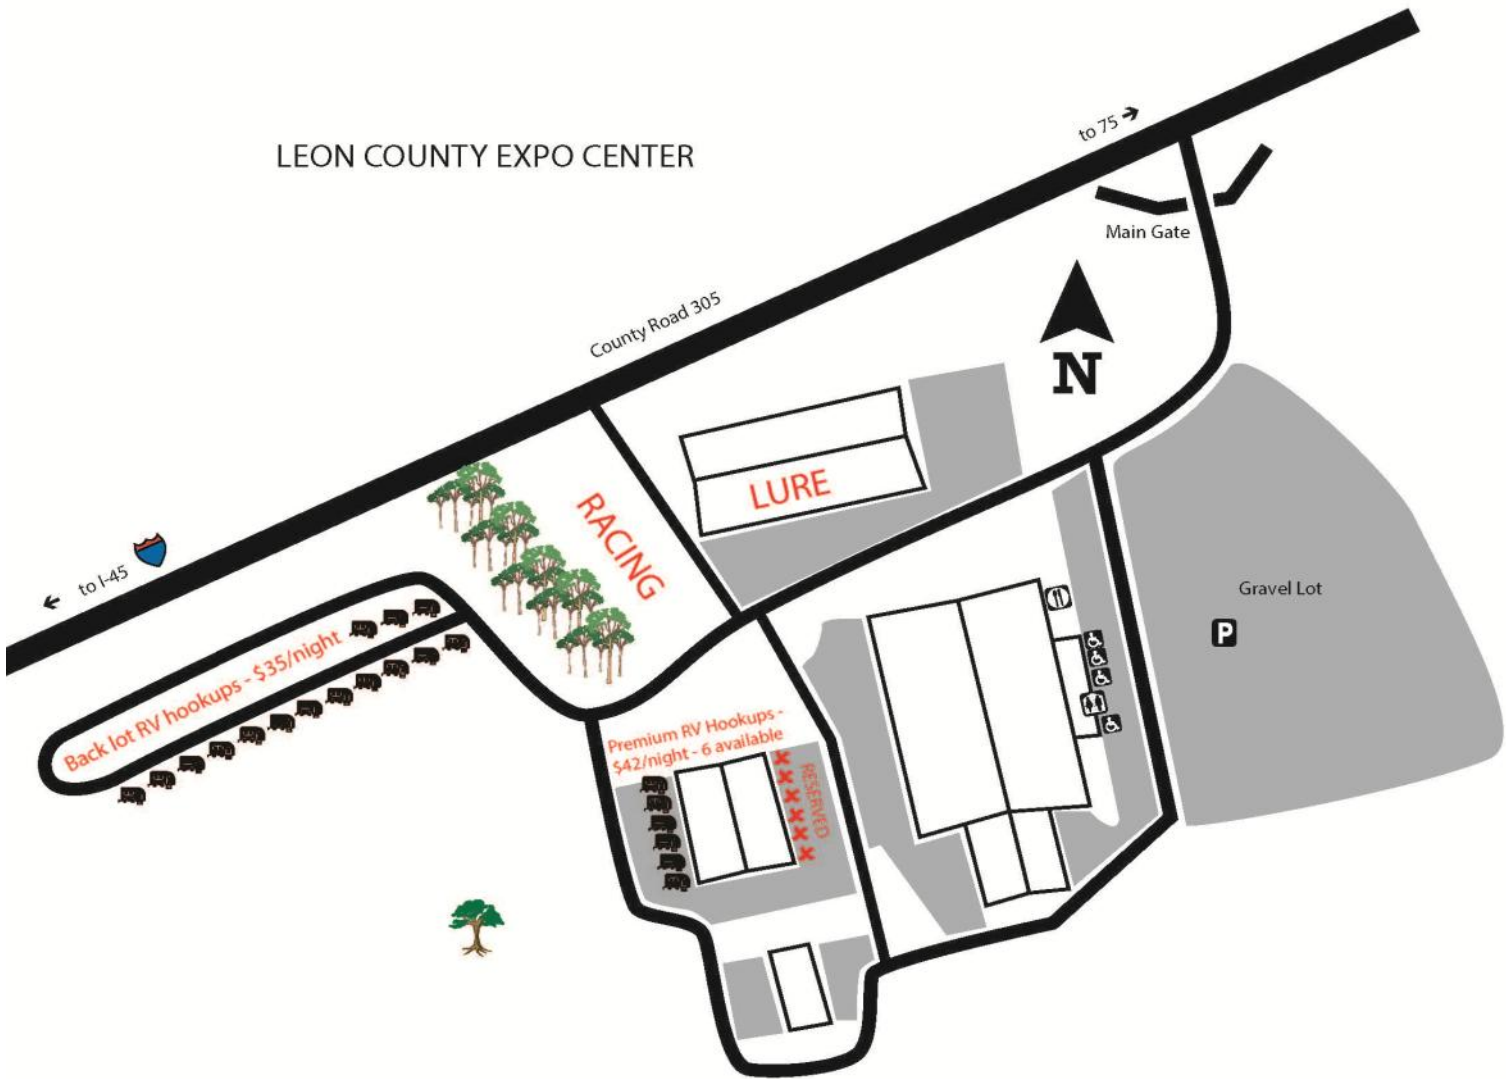 LEON COUNTY EXPO CENTER
to 75
Main Gate
County Road 305
N
LURE
RACING
to I-45
Back lot RV hookups - $35/night
Gravel Lot
P
Premium RV Hookups -
$42/night - 6 available
RESERVED